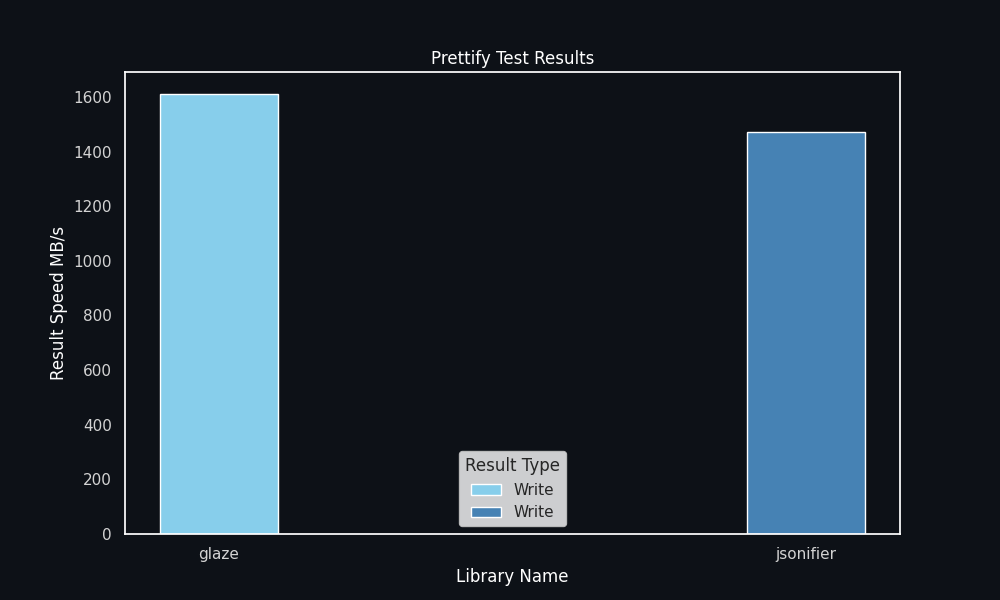 Prettify Test Results
Result Speed MB/s
1600
1400
1200
1000
800
600
400
200
0
Result Type
Write
Write
glaze
jsonifier
Library Name